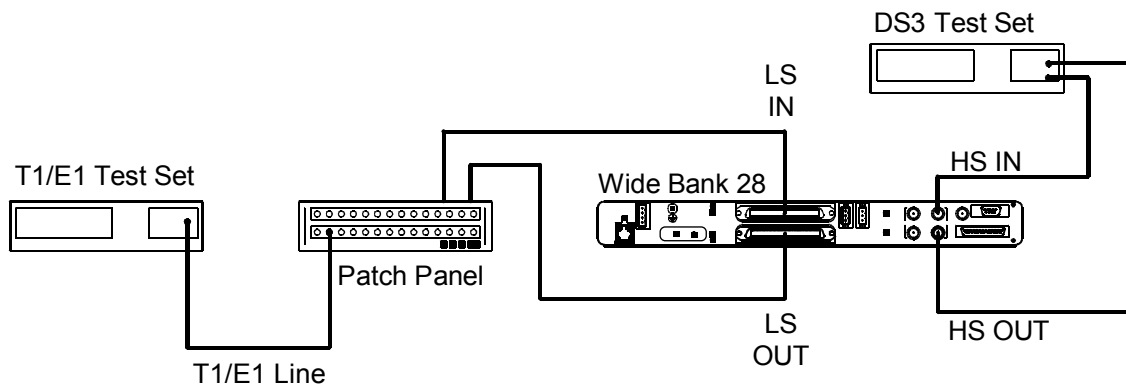 DS3 Test Set
LS
IN
HS IN
T1/E1 Test Set
Wide Bank 28
Patch Panel
LS
OUT
HS OUT
T1/E1 Line